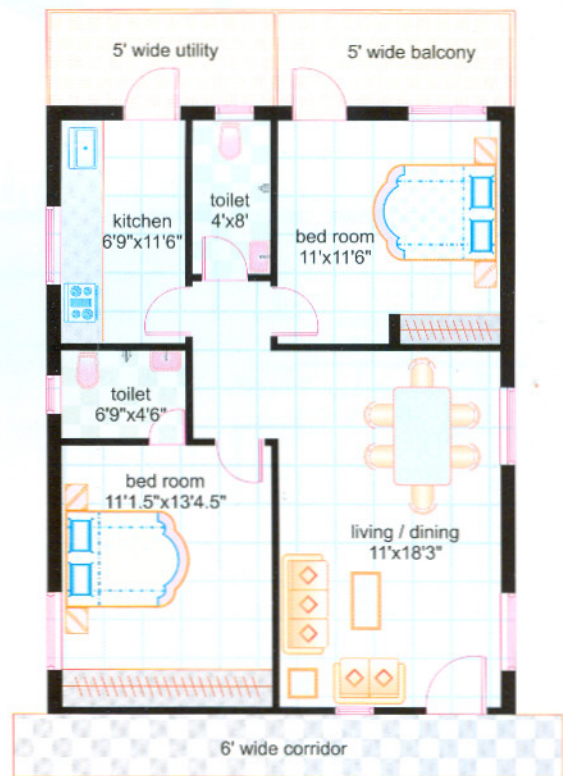 5' wide utility
5' wide balcony
kitchen
6'9"x11'6"
toilet
4'x8'
bed room
11'x11'6"
toilet
6'9"x4'6"
bed room
11'1.5"x13'4.5"
living / dining
11'x18'3"
6' wide corridor